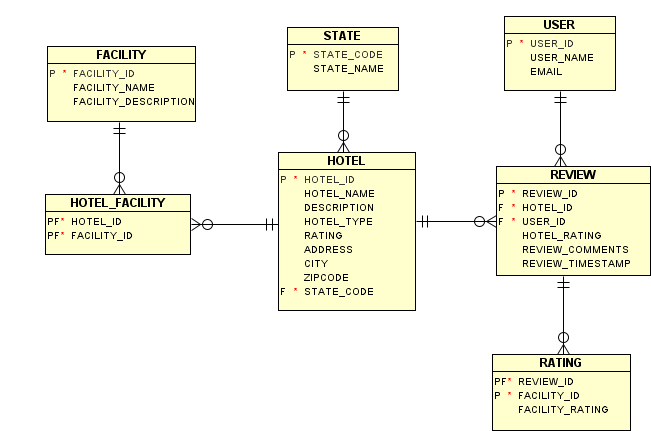 FACILITY
P * FACILITY_ID
FACILITY_NAME
FACILITY_DESCRIPTION
STATE
P * STATE_CODE
STATE_NAME
USER
P * USER_ID
USER_NAME
EMAIL
HOTEL_FACILITY
PF* HOTEL_ID
PF* FACILITY_ID
HOTEL
P * HOTEL_ID
HOTEL_NAME
DESCRIPTION
HOTEL_TYPE
RATING
ADDRESS
CITY
ZIPCODE
F * STATE_CODE
REVIEW
P * REVIEW_ID
F * HOTEL_ID
F * USER_ID
HOTEL_RATING
REVIEW_COMMENTS
REVIEW_TIMESTAMP
RATING
PF* REVIEW_ID
P * FACILITY_ID
FACILITY_RATING